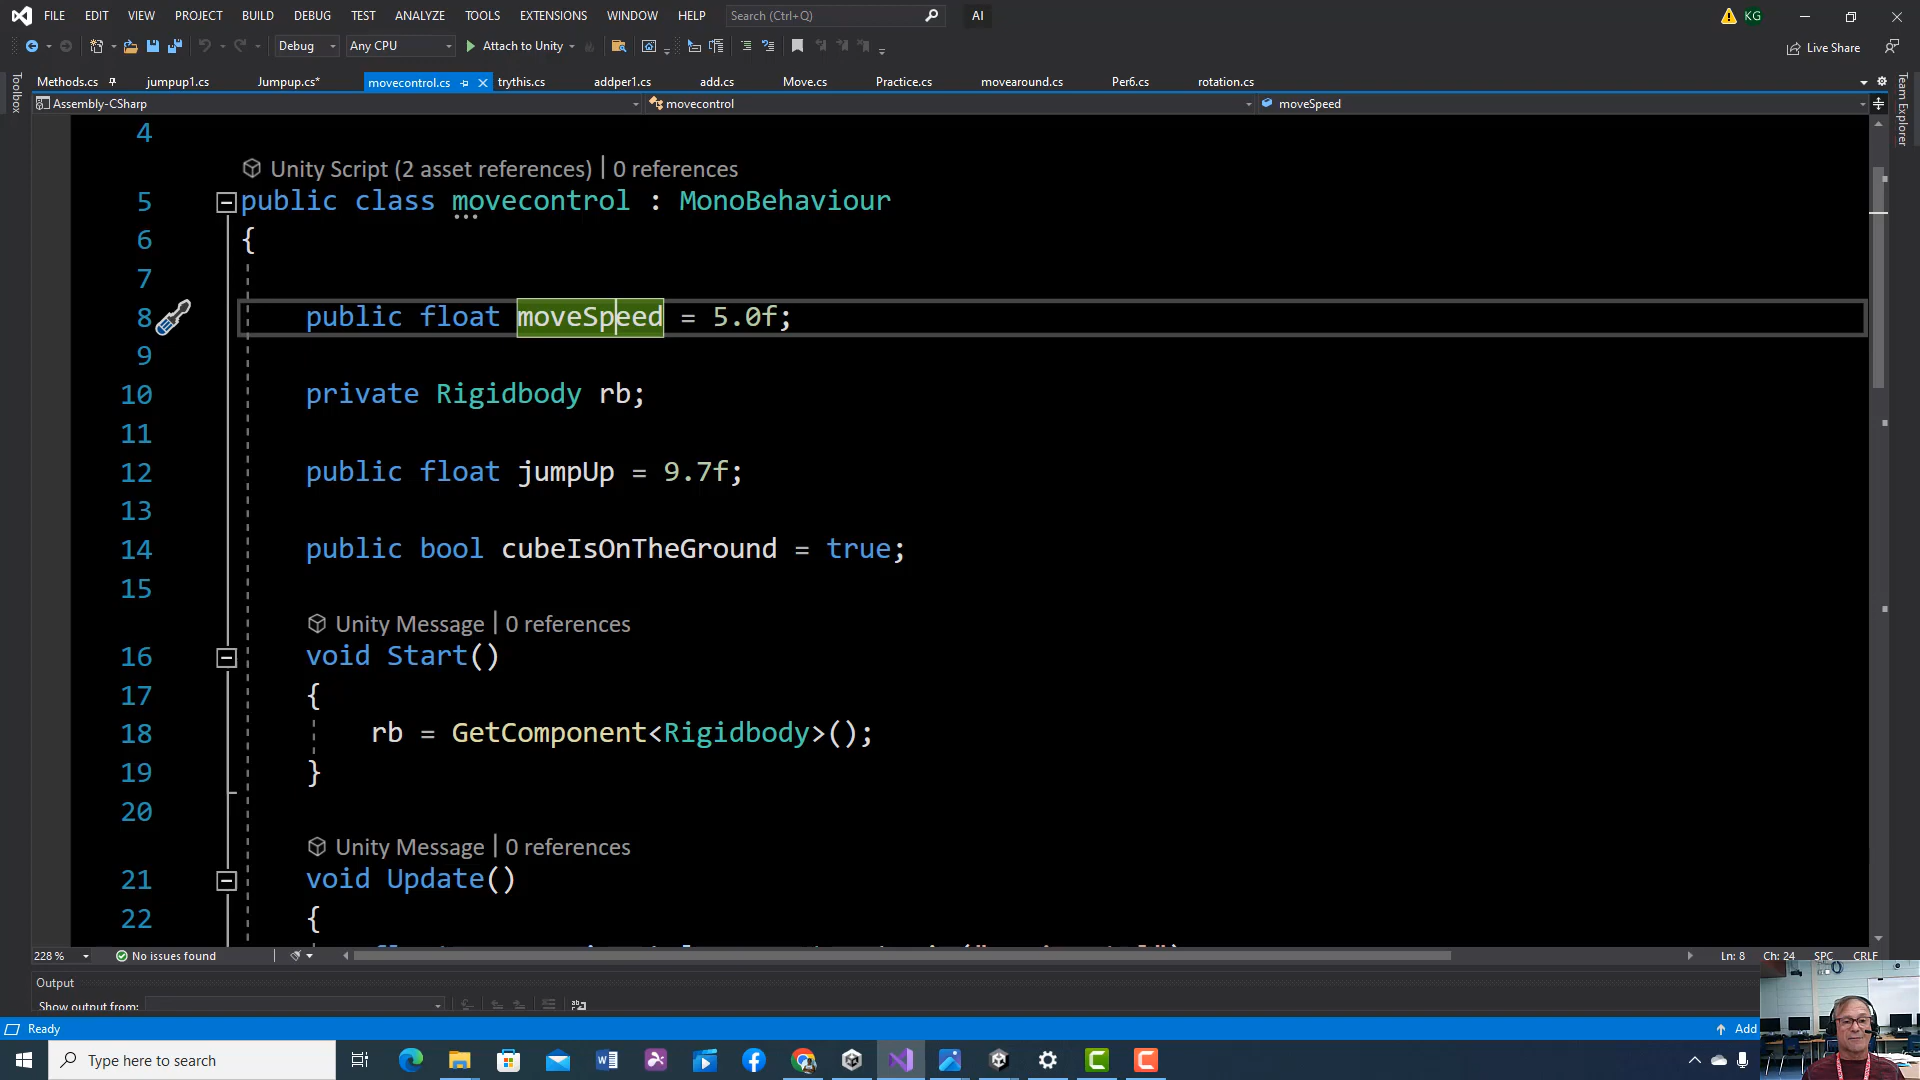 FILE EDIT VIEW PROJECT BUILD DEBUG TEST ANALYZE TOOLS EXTENSIONS WINDOW HELP Search (Ctrl+Q) AI KG
Debug Any CPU Attach to Unity Live Share
Methods.cs jumpup1.cs Jumpup.cs* movecontrol.cs trythis.cs addper1.cs add.cs Move.cs Practice.cs movearound.cs Per6.cs rotation.cs
Toolbox
Team Explorer
Assembly-CSharp movecontrol moveSpeed
4
Unity Script (2 asset references) | 0 references
5 public class movecontrol : MonoBehaviour
6 {
7
8 public float moveSpeed = 5.0f;
9
10 private Rigidbody rb;
11
12 public float jumpUp = 9.7f;
13
14 public bool cubeIsOnTheGround = true;
15
Unity Message | 0 references
16 void Start()
17 {
18 rb = GetComponent<Rigidbody>();
19 }
20
Unity Message | 0 references
21 void Update()
22 {
228 % No issues found Ln: 8 Ch: 24 SPC CRLF
Output
Show output from:
Ready Add
Type here to search